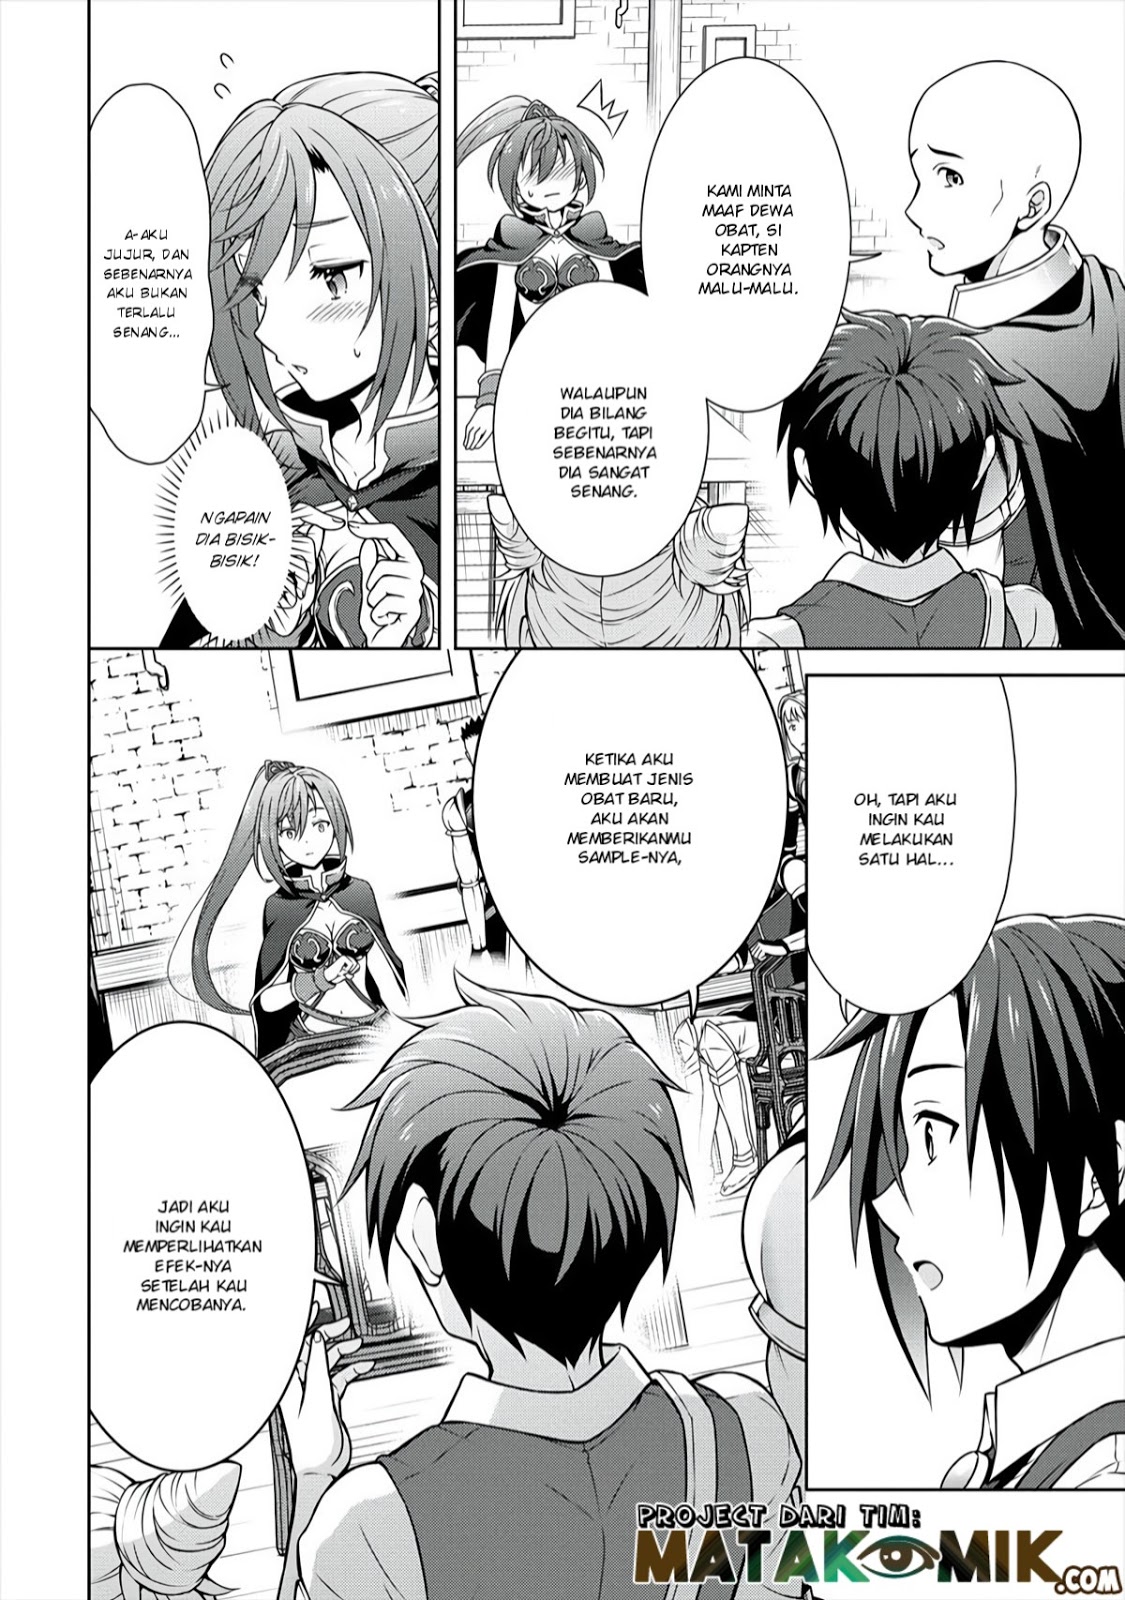 KAMI MINTA
MAAF DEWA
OBAT, SI
KAPTEN
ORANGNYA
MALU-MALU.
WALAUPUN
DIA BILANG
BEGITU, TAPI
SEBENARNYA
DIA SANGAT
SENANG.
A-AKU
JUJUR, DAN
SEBENARNYA
AKU BUKAN
TERLALU
SENANG...
NGAPAIN
DIA BISIK-
BISIK!
OH, TAPI AKU
INGIN KAU
MELAKUKAN
SATU HAL...
KETIKA AKU
MEMBUAT JENIS
OBAT BARU,
AKU AKAN
MEMBERIKANMU
SAMPLE-NYA,
JADI AKU
INGIN KAU
MEMPERLIHATKAN
EFEK-NYA
SETELAH KAU
MENCOBANYA.
PROJECT DARI TIM:
MATAKOMIK
.COM